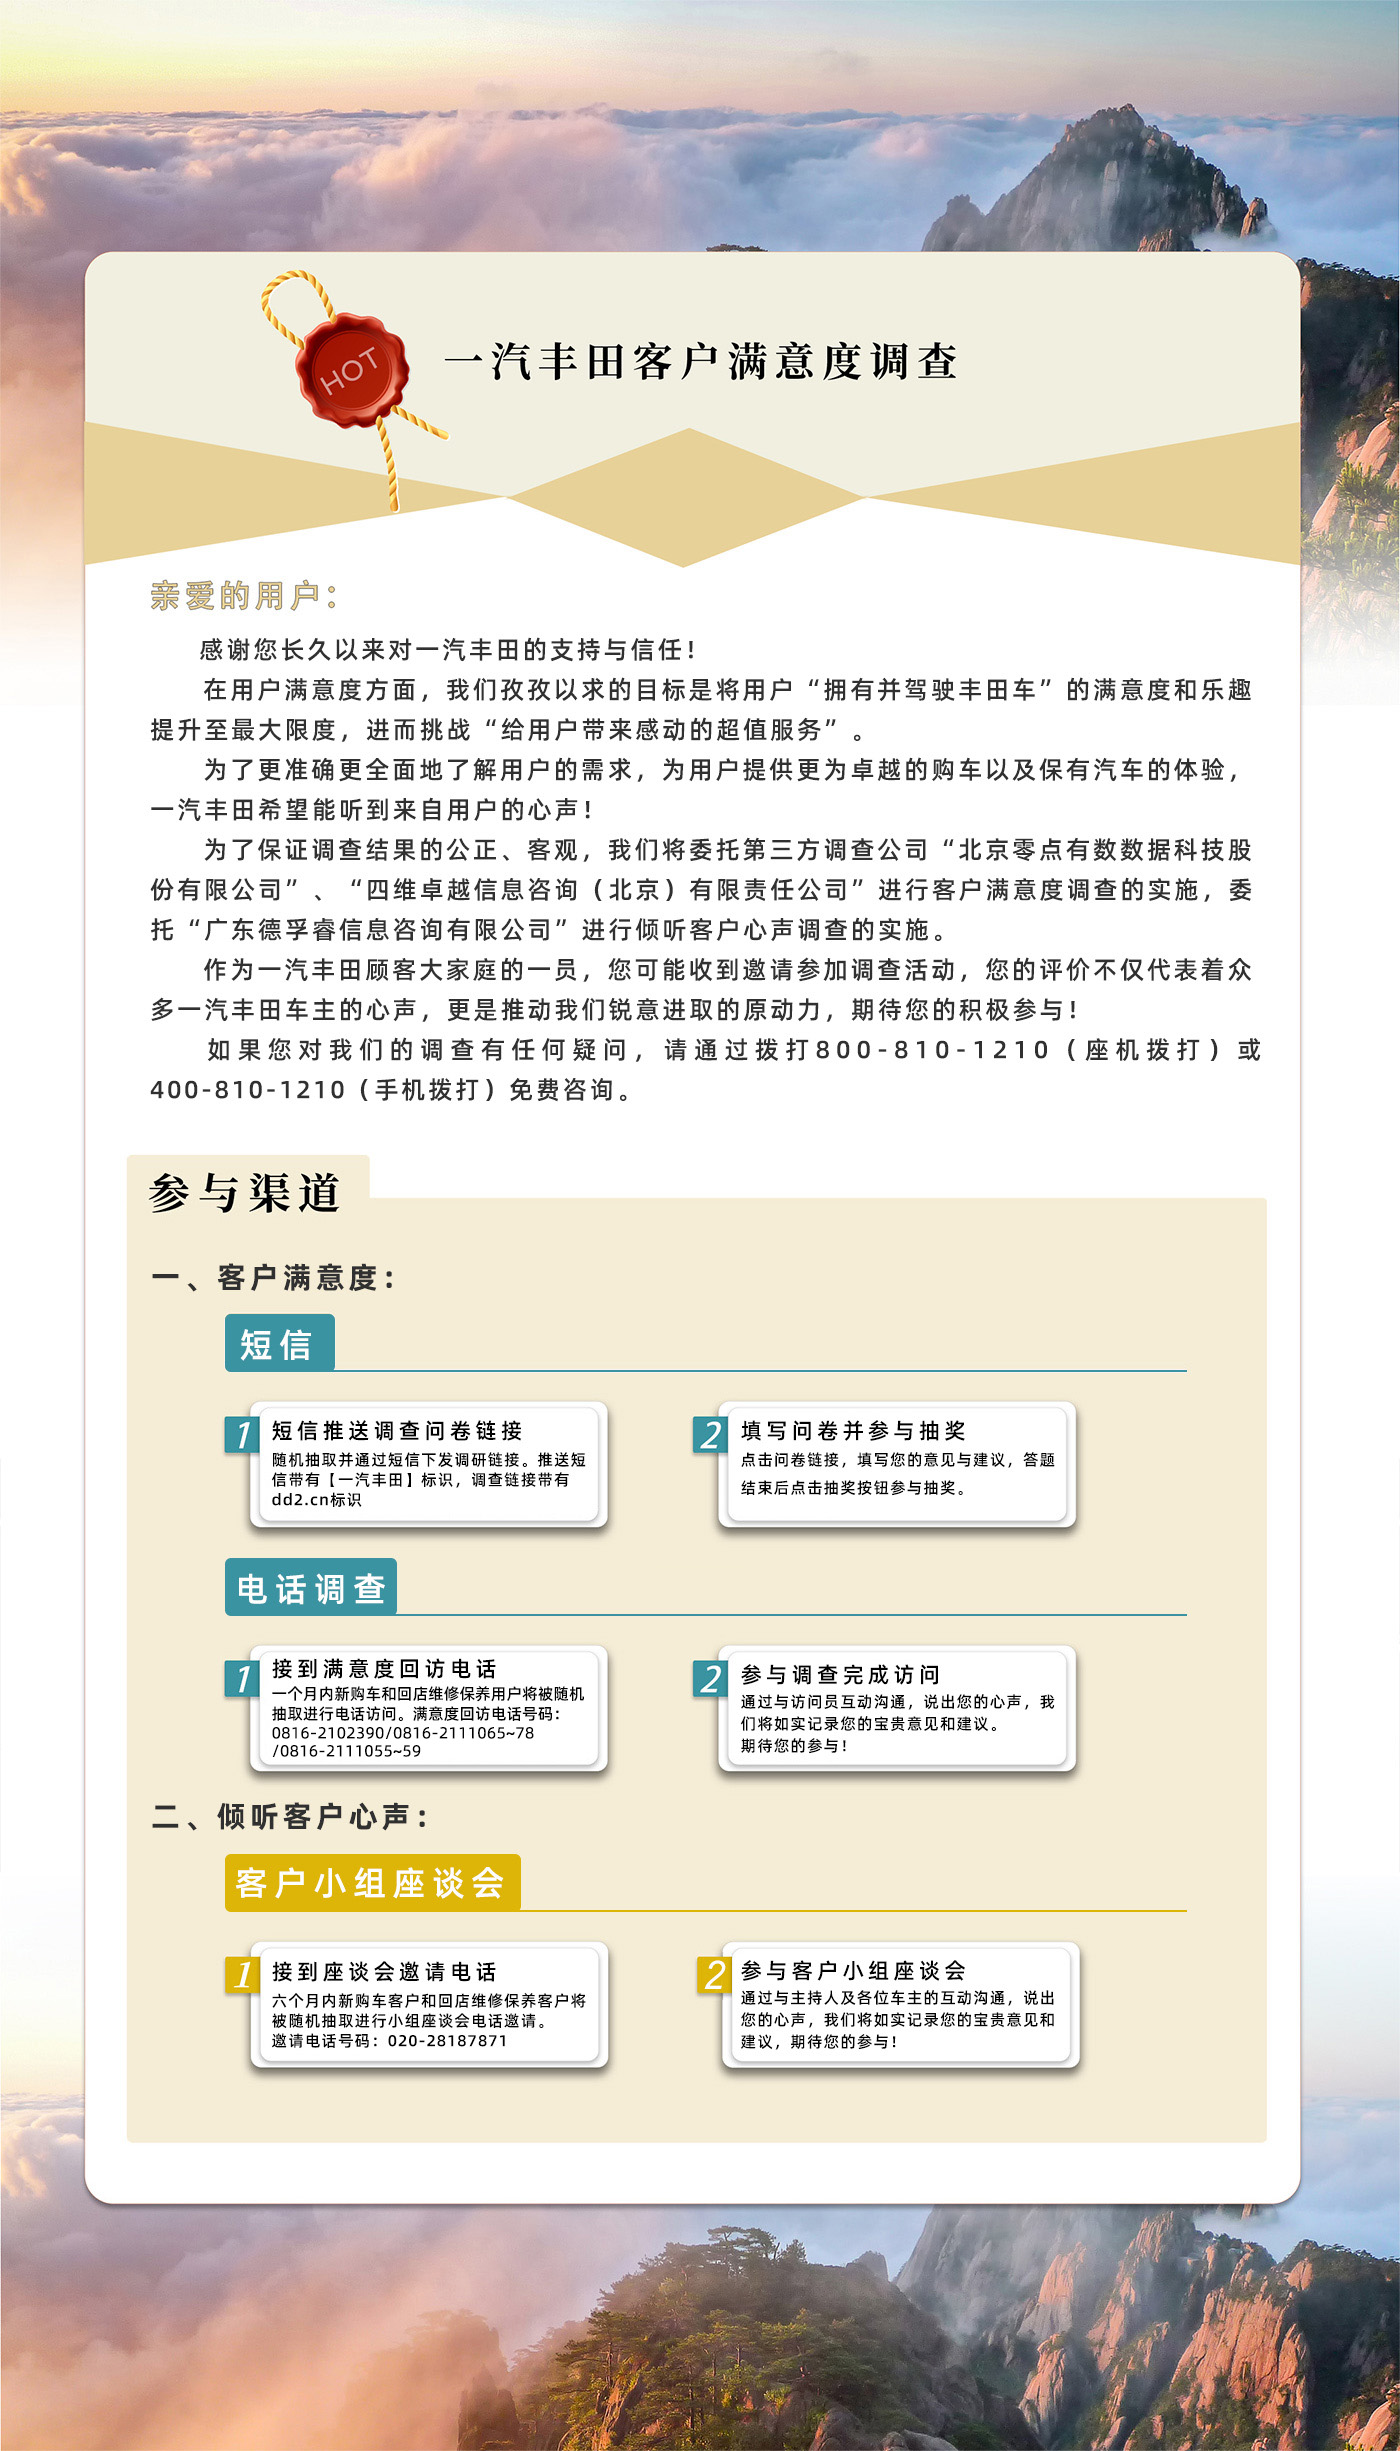 HOT
一汽丰田客户满意度调查
亲爱的用户：
感谢您长久以来对一汽丰田的支持与信任！
在用户满意度方面，我们孜孜以求的目标是将用户“拥有并驾驶丰田车”的满意度和乐趣
提升至最大限度，进而挑战“给用户带来感动的超值服务”。
为了更准确更全面地了解用户的需求，为用户提供更为卓越的购车以及保有汽车的体验，
一汽丰田希望能听到来自用户的心声！
为了保证调查结果的公正、客观，我们将委托第三方调查公司“北京零点有数数据科技股
份有限公司”、“四维卓越信息咨询（北京）有限责任公司”进行客户满意度调查的实施，委
托“广东德孚睿信息咨询有限公司”进行倾听客户心声调查的实施。
作为一汽丰田顾客大家庭的一员，您可能收到邀请参加调查活动，您的评价不仅代表着众
多一汽丰田车主的心声，更是推动我们锐意进取的原动力，期待您的积极参与！
如果您对我们的调查有任何疑问，请通过拨打800-810-1210（座机拨打）或
400-810-1210（手机拨打）免费咨询。
参与渠道
一、客户满意度：
短信
1 短信推送调查问卷链接
随机抽取并通过短信下发调研链接。推送短
信带有【一汽丰田】标识，调查链接带有
dd2.cn标识
2 填写问卷并参与抽奖
点击问卷链接，填写您的意见与建议，答题
结束后点击抽奖按钮参与抽奖。
电话调查
1 接到满意度回访电话
一个月内新购车和回店维修保养用户将被随机
抽取进行电话访问。满意度回访电话号码：
0816-2102390/0816-2111065~78
/0816-2111055~59
2 参与调查完成访问
通过与访问员互动沟通，说出您的心声，我
们将如实记录您的宝贵意见和建议。
期待您的参与！
二、倾听客户心声：
客户小组座谈会
1 接到座谈会邀请电话
六个月内新购车客户和回店维修保养客户将
被随机抽取进行小组座谈会电话邀请。
邀请电话号码：020-28187871
2 参与客户小组座谈会
通过与主持人及各位车主的互动沟通，说出
您的心声，我们将如实记录您的宝贵意见和
建议，期待您的参与！